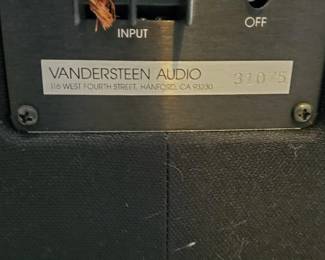 OFF
INPUT
VANDERSTEEN AUDIO 31075
116 WEST FOURTH STREET, HANFORD, CA 93230